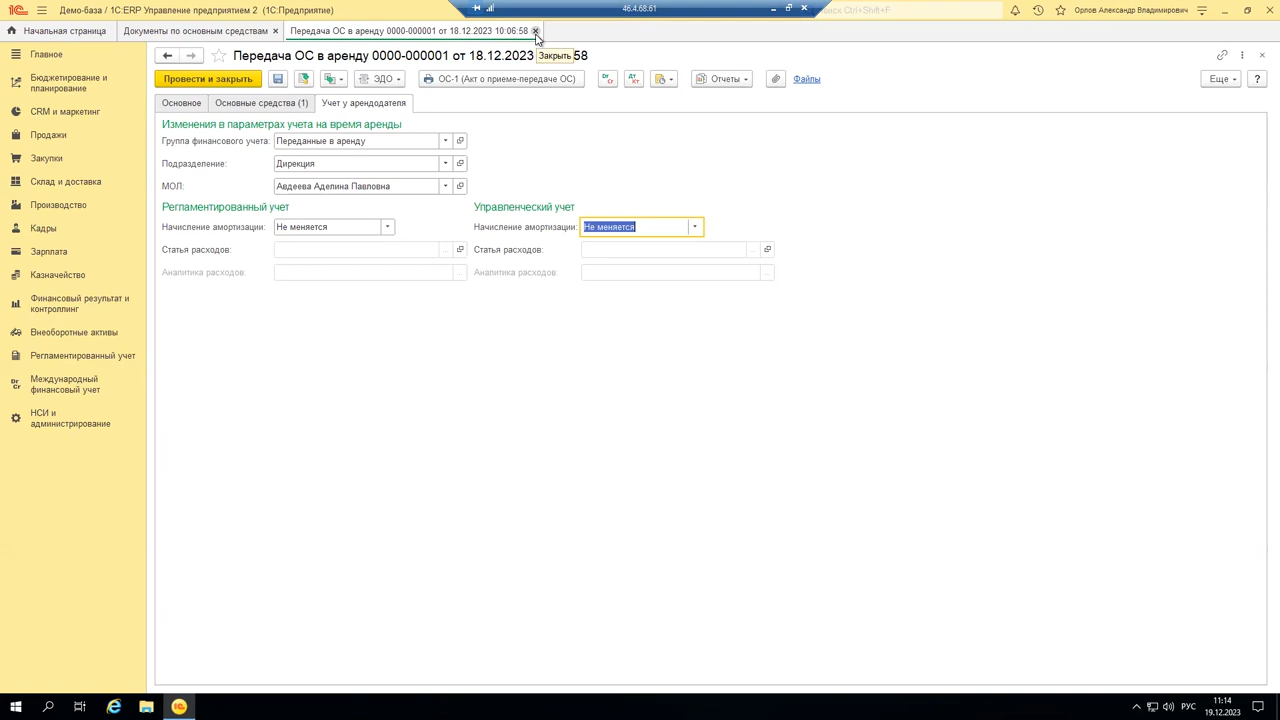 Демо-база / 1С:ERP Управление предприятием 2 (1С:Предприятие)
46.4.68.61
поиск Ctrl+Shift+F
Орлов Александр Владимирович
Начальная страница
Документы по основным средствам
Передача ОС в аренду 0000-000001 от 18.12.2023 10:06:58
Закрыть
Главное
Бюджетирование и
планирование
CRM и маркетинг
Продажи
Закупки
Склад и доставка
Производство
Кадры
Зарплата
Казначейство
Финансовый результат и
контроллинг
Внеоборотные активы
Регламентированный учет
Международный
финансовый учет
НСИ и
администрирование
Передача ОС в аренду 0000-000001 от 18.12.2023 58
Провести и закрыть
ЭДО
ОС-1 (Акт о приеме-передаче ОС)
Отчеты
Файлы
Еще
?
Основное
Основные средства (1)
Учет у арендодателя
Изменения в параметрах учета на время аренды
Группа финансового учета: Переданные в аренду
Подразделение: Дирекция
МОЛ: Авдеева Аделина Павловна
Регламентированный учет
Управленческий учет
Начисление амортизации: Не меняется
Начисление амортизации: Не меняется
Статья расходов:
Статья расходов:
Аналитика расходов:
Аналитика расходов:
РУС
11:14
19.12.2023